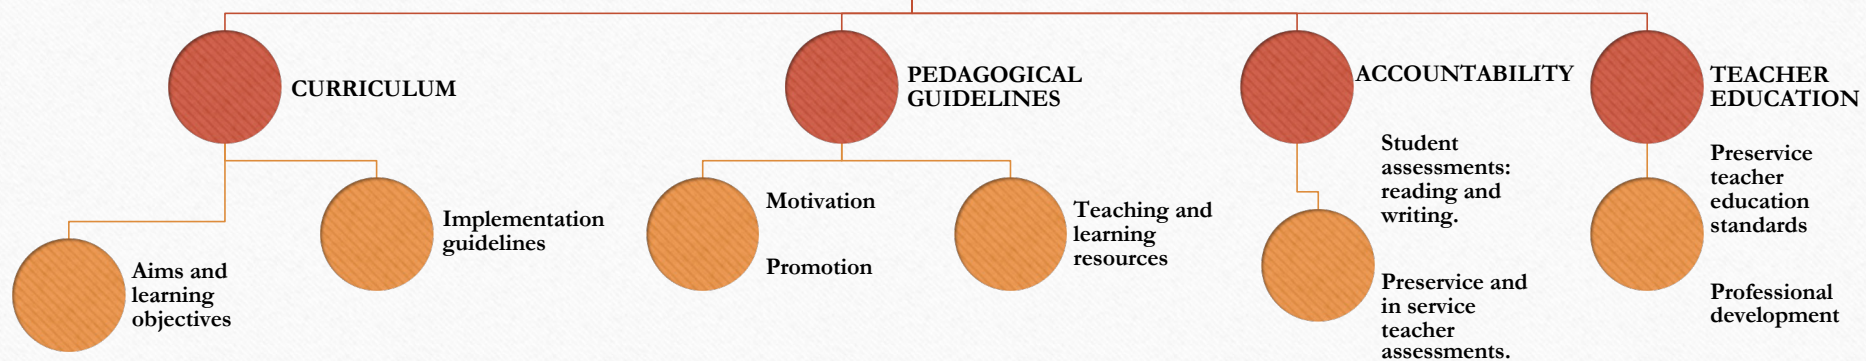 CURRICULUM
Aims and
learning
objectives
Implementation
guidelines
PEDAGOGICAL
GUIDELINES
Motivation
Promotion
Teaching and
learning
resources
ACCOUNTABILITY
Student
assessments:
reading and
writing.
Preservice and
in service
teacher
assessments.
TEACHER
EDUCATION
Preservice
teacher
education
standards
Professional
development